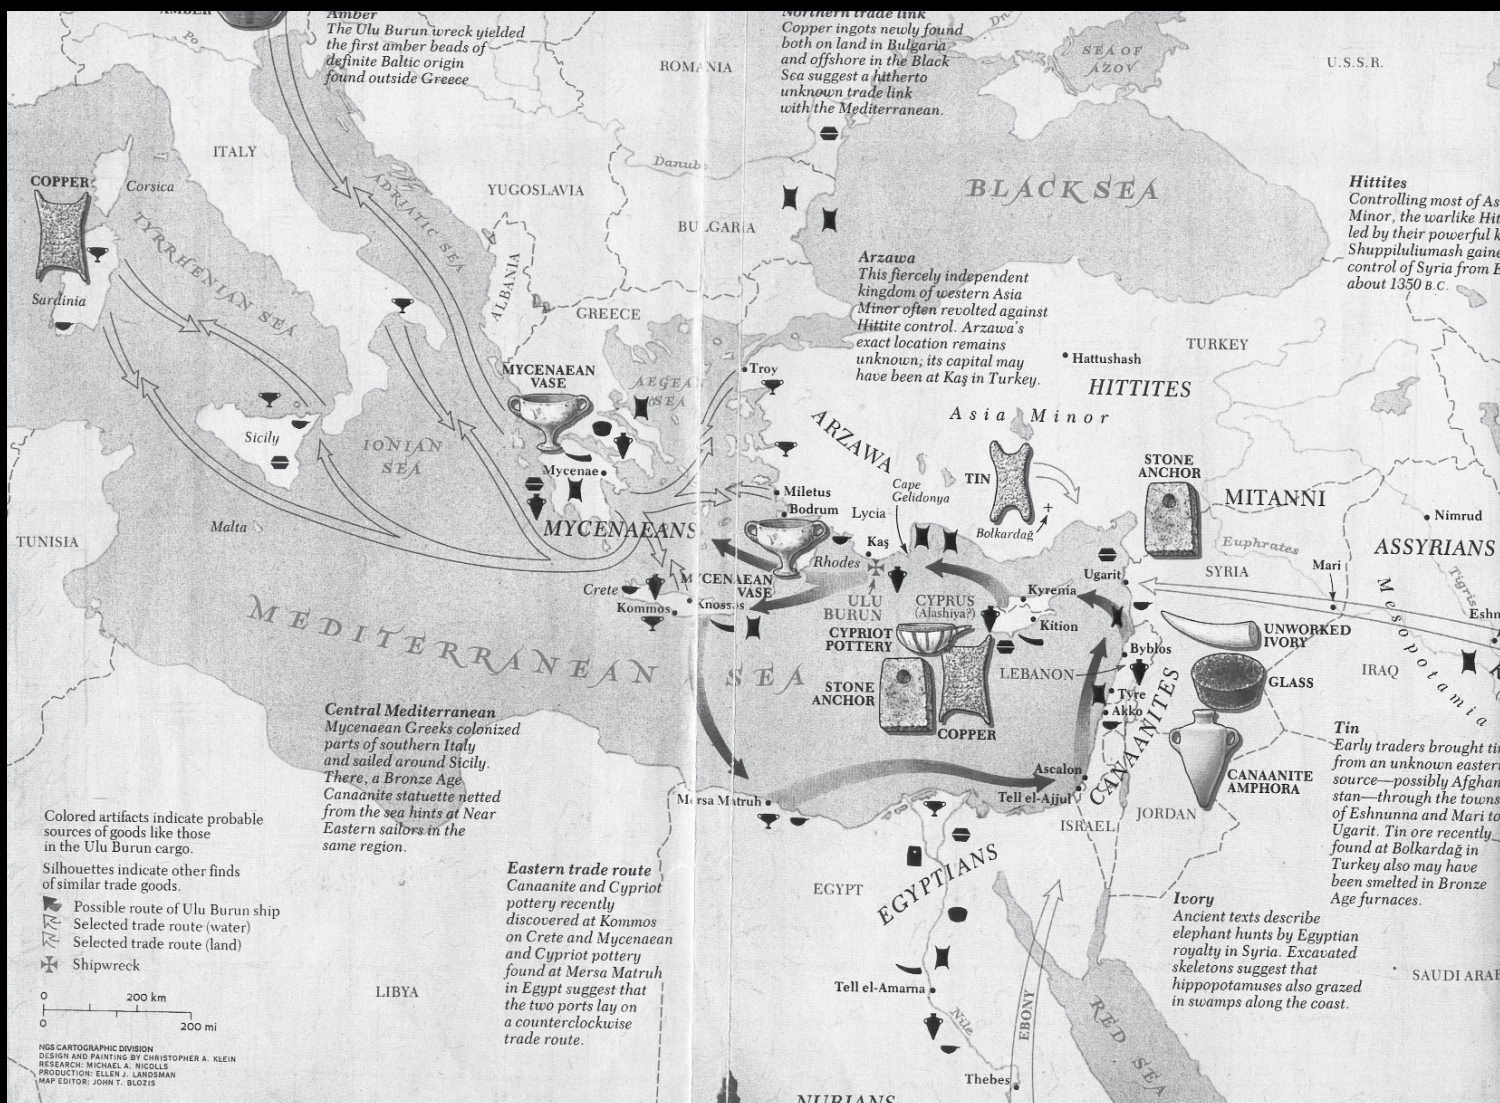 AMBER
Amber
The Ulu Burun wreck yielded
the first amber beads of
definite Baltic origin
found outside Greece
Po
Northern trade link
Copper ingots newly found
both on land in Bulgaria
and offshore in the Black
Sea suggest a hitherto
unknown trade link
with the Mediterranean.
SEA OF
AZOV
U.S.S.R.
ROMANIA
ITALY
Danube
COPPER
Corsica
ADRIATIC SEA
YUGOSLAVIA
BLACK SEA
Hittites
Controlling most of As
Minor, the warlike Hit
led by their powerful k
Shuppiluliumash gaine
control of Syria from E
about 1350 B.C.
TYRRHENIAN SEA
BULGARIA
Arzawa
This fiercely independent
kingdom of western Asia
Minor often revolted against
Hittite control. Arzawa's
exact location remains
unknown; its capital may
have been at Kaş in Turkey.
Sardinia
ALBANIA
GREECE
TURKEY
Hattushash
HITTITES
MYCENAEAN
VASE
AEGEAN
SEA
Troy
Asia Minor
ARZAWA
Sicily
IONIAN
SEA
Mycenae
STONE
ANCHOR
TIN
Cape
Gelidonya
Miletus
Bodrum
Lycia
Bolkardağ
MITANNI
Nimrud
Malta
MYCENAEANS
TUNISIA
Kaş
Rhodes
Euphrates
ASSYRIANS
Mari
SYRIA
Ugarit
Tigris
Crete
MYCENAEAN
VASE
Knossos
Kommos
ULU
BURUN
CYPRUS
(Alashiya?)
Kyrenia
Kition
Mesopotamia
Eshn
MEDITERRANEAN SEA
CYPRIOT
POTTERY
UNWORKED
IVORY
Byblos
LEBANON
IRAQ
GLASS
STONE
ANCHOR
COPPER
Tyre
Akko
CANAANITES
Central Mediterranean
Mycenaean Greeks colonized
parts of southern Italy
and sailed around Sicily.
There, a Bronze Age
Canaanite statuette netted
from the sea hints at Near
Eastern sailors in the
same region.
Tin
Early traders brought tin
from an unknown eastern
source—possibly Afghan
stan—through the towns
of Eshnunna and Mari to
Ugarit. Tin ore recently
found at Bolkardağ in
Turkey also may have
been smelted in Bronze
Age furnaces.
Ascalon
Tell el-Ajjul
CANAANITE
AMPHORA
Mersa Matruh
ISRAEL
JORDAN
Colored artifacts indicate probable
sources of goods like those
in the Ulu Burun cargo.
Silhouettes indicate other finds
of similar trade goods.
Possible route of Ulu Burun ship
Selected trade route (water)
Selected trade route (land)
Shipwreck
0 200 km
0 200 mi
Eastern trade route
Canaanite and Cypriot
pottery recently
discovered at Kommos
on Crete and Mycenaean
and Cypriot pottery
found at Mersa Matruh
in Egypt suggest that
the two ports lay on
a counterclockwise
trade route.
EGYPT
EGYPTIANS
Ivory
Ancient texts describe
elephant hunts by Egyptian
royalty in Syria. Excavated
skeletons suggest that
hippopotamuses also grazed
in swamps along the coast.
SAUDI ARAB
LIBYA
Tell el-Amarna
Nile
EBONY
RED SEA
Thebes
NUBIANS
NGS CARTOGRAPHIC DIVISION
DESIGN AND PAINTING BY CHRISTOPHER A. KLEIN
RESEARCH: MICHAEL A. NICOLLS
PRODUCTION: ELLEN J. LANDSMAN
MAP EDITOR: JOHN T. BLOZIS